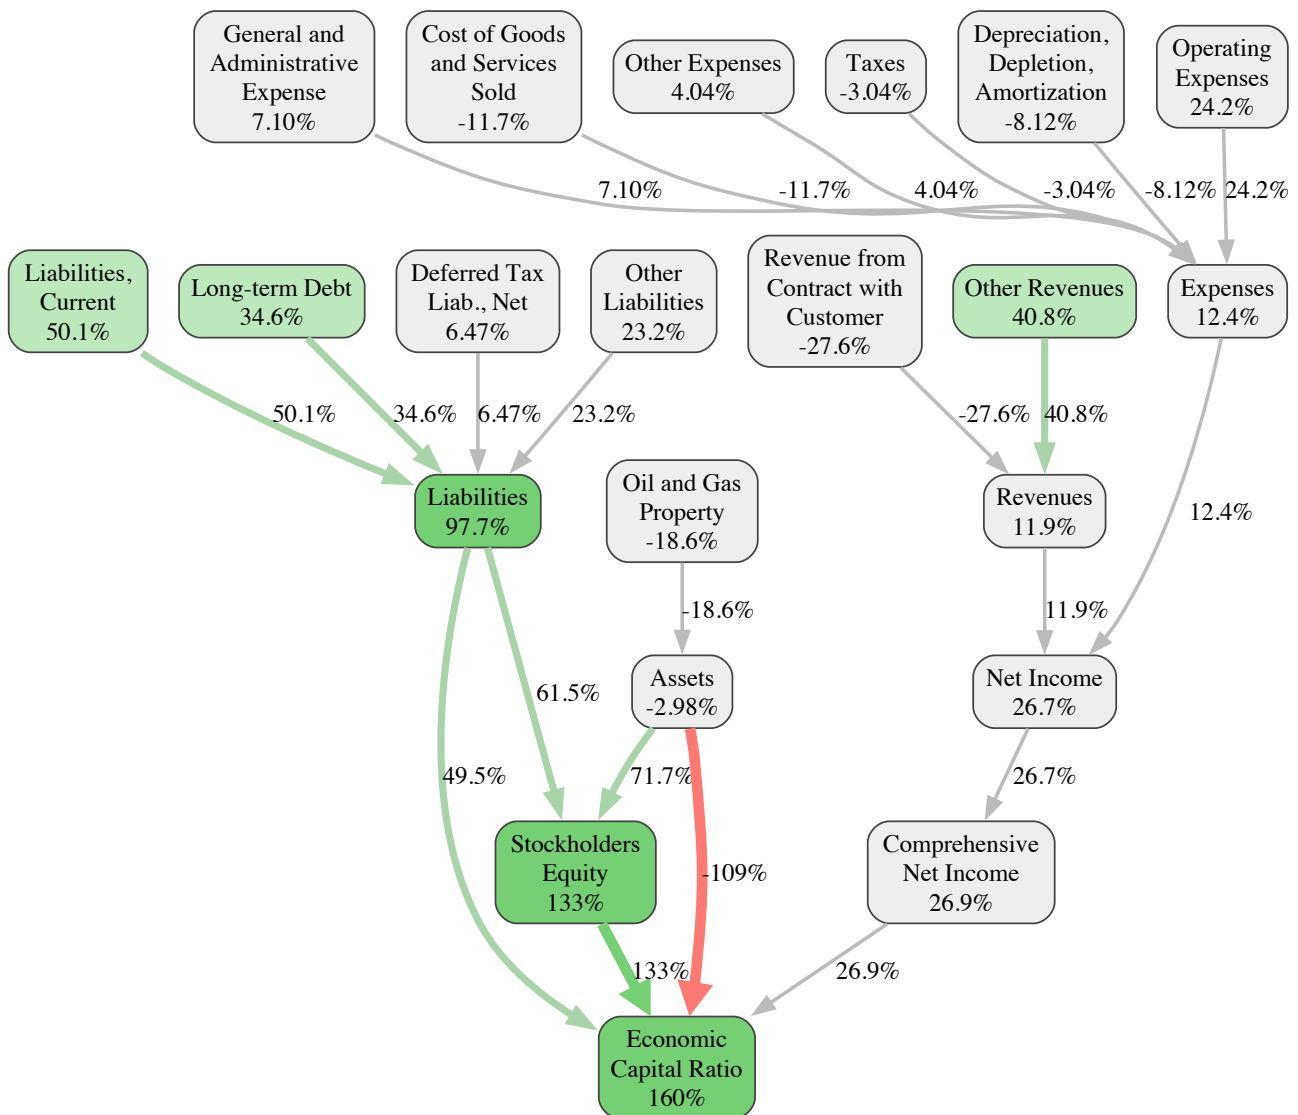 General and
Administrative
Expense
7.10%
Cost of Goods
and Services
Sold
-11.7%
Other Expenses
4.04%
Taxes
-3.04%
Depreciation,
Depletion,
Amortization
-8.12%
Operating
Expenses
24.2%
7.10%
-11.7%
4.04%
-3.04%
-8.12%
24.2%
Liabilities,
Current
50.1%
Long-term Debt
34.6%
Deferred Tax
Liab., Net
6.47%
Other
Liabilities
23.2%
Revenue from
Contract with
Customer
-27.6%
Other Revenues
40.8%
Expenses
12.4%
50.1%
34.6%
6.47%
23.2%
-27.6%
40.8%
Liabilities
97.7%
Oil and Gas
Property
-18.6%
Revenues
11.9%
12.4%
-18.6%
11.9%
61.5%
Assets
-2.98%
Net Income
26.7%
49.5%
71.7%
26.7%
Stockholders
Equity
133%
-109%
Comprehensive
Net Income
26.9%
133%
26.9%
Economic
Capital Ratio
160%